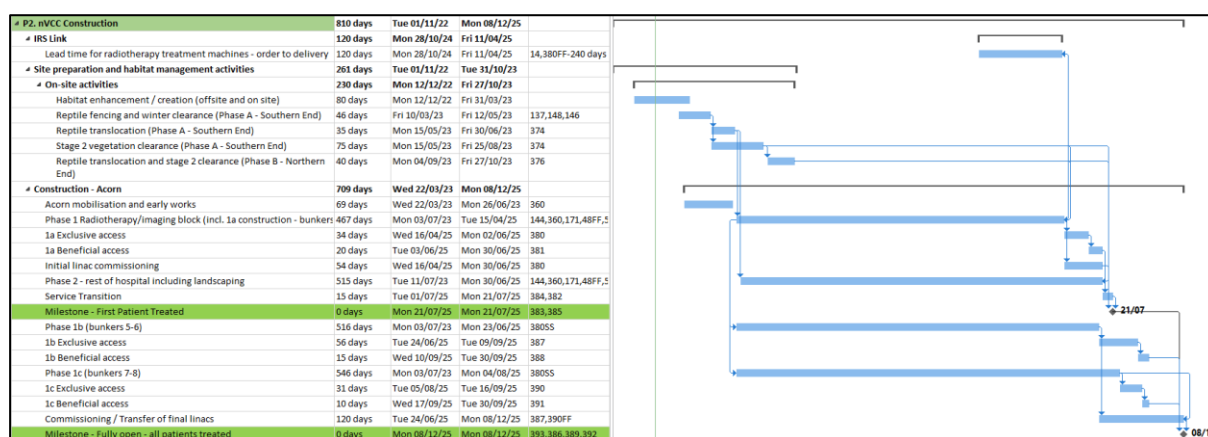 P2. nVCC Construction 810 days Tue 01/11/22 Mon 08/12/25
IRS Link 120 days Mon 28/10/24 Fri 11/04/25
Lead time for radiotherapy treatment machines - order to delivery 120 days Mon 28/10/24 Fri 11/04/25 14,380FF-240 days
Site preparation and habitat management activities 261 days Tue 01/11/22 Tue 31/10/23
On-site activities 230 days Mon 12/12/22 Fri 27/10/23
Habitat enhancement / creation (offsite and on site) 80 days Mon 12/12/22 Fri 31/03/23
Reptile fencing and winter clearance (Phase A - Southern End) 46 days Fri 10/03/23 Fri 12/05/23 137,148,146
Reptile translocation (Phase A - Southern End) 35 days Mon 15/05/23 Fri 30/06/23 374
Stage 2 vegetation clearance (Phase A - Southern End) 75 days Mon 15/05/23 Fri 25/08/23 374
Reptile translocation and stage 2 clearance (Phase B - Northern 40 days Mon 04/09/23 Fri 27/10/23 376
End)
Construction - Acorn 709 days Wed 22/03/23 Mon 08/12/25
Acorn mobilisation and early works 69 days Wed 22/03/23 Mon 26/06/23 360
Phase 1 Radiotherapy/imaging block (incl. 1a construction - bunkers 467 days Mon 03/07/23 Tue 15/04/25 144,360,171,48FF,5
1a Exclusive access 34 days Wed 16/04/25 Mon 02/06/25 380
1a Beneficial access 20 days Tue 03/06/25 Mon 30/06/25 381
Initial linac commissioning 54 days Wed 16/04/25 Mon 30/06/25 380
Phase 2 - rest of hospital including landscaping 515 days Tue 11/07/23 Mon 30/06/25 144,360,171,48FF,5
Service Transition 15 days Tue 01/07/25 Mon 21/07/25 384,382
Milestone - First Patient Treated 0 days Mon 21/07/25 Mon 21/07/25 383,385 21/07
Phase 1b (bunkers 5-6) 516 days Mon 03/07/23 Mon 23/06/25 380SS
1b Exclusive access 56 days Tue 24/06/25 Tue 09/09/25 387
1b Beneficial access 15 days Wed 10/09/25 Tue 30/09/25 388
Phase 1c (bunkers 7-8) 546 days Mon 03/07/23 Mon 04/08/25 380SS
1c Exclusive access 31 days Tue 05/08/25 Tue 16/09/25 390
1c Beneficial access 10 days Wed 17/09/25 Tue 30/09/25 391
Commissioning / Transfer of final linacs 120 days Tue 24/06/25 Mon 08/12/25 387,390FF
Milestone - Fully open - all patients treated 0 days Mon 08/12/25 Mon 08/12/25 393,386,389,392 08/1